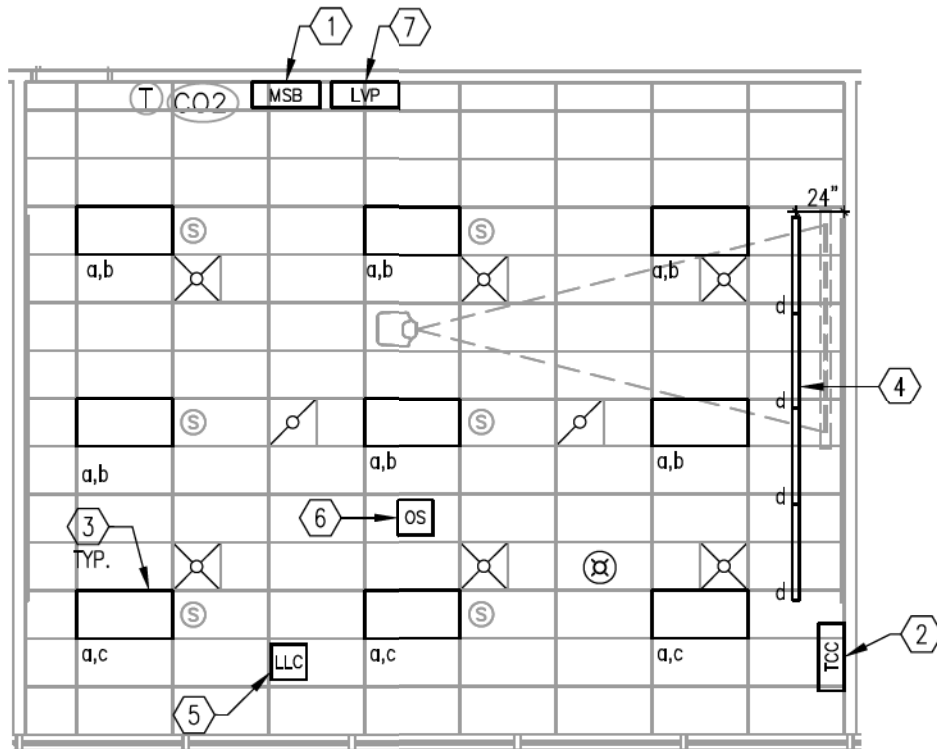 1
7
T
CO2
MSB
LVP
24"
S
S
a,b
a,b
a,b
d
4
d
S
S
a,b
a,b
a,b
d
6
OS
3
TYP.
d
S
S
2
TCC
a,c
a,c
a,c
LLC
5